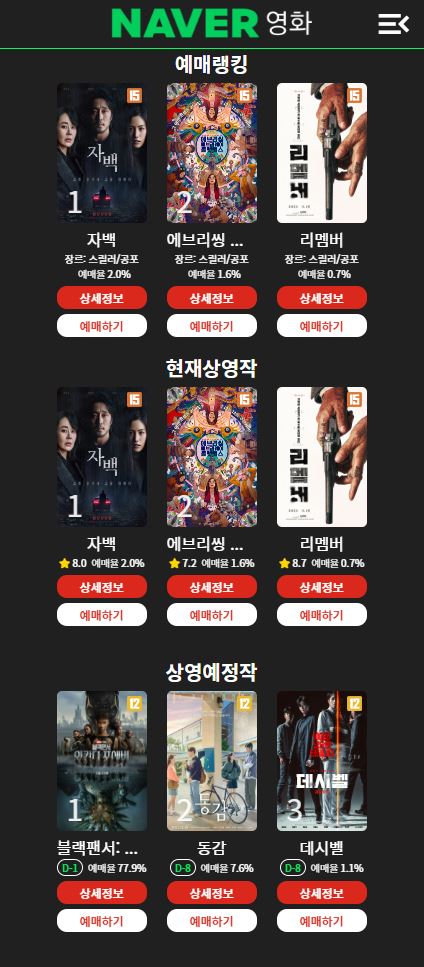 NAVER 영화
예매랭킹
15 15 15
자백 리멤버
1 2
자백 에브리씽 ... 리멤버
장르: 스릴러/공포 장르: 스릴러/공포 장르: 스릴러/공포
예매율 2.0% 예매율 1.6% 예매율 0.7%
상세정보 상세정보 상세정보
예매하기 예매하기 예매하기
현재상영작
15 15 15
자백 리멤버
1 2
자백 에브리씽 ... 리멤버
8.0 예매율 2.0% 7.2 예매율 1.6% 8.7 예매율 0.7%
상세정보 상세정보 상세정보
예매하기 예매하기 예매하기
상영예정작
12 12 12
블랙팬서
와칸다 포에버 데시벨
1 2 동감 3
블랙팬서: ... 동감 데시벨
D-1 예매율 77.9% D-8 예매율 7.6% D-8 예매율 1.1%
상세정보 상세정보 상세정보
예매하기 예매하기 예매하기